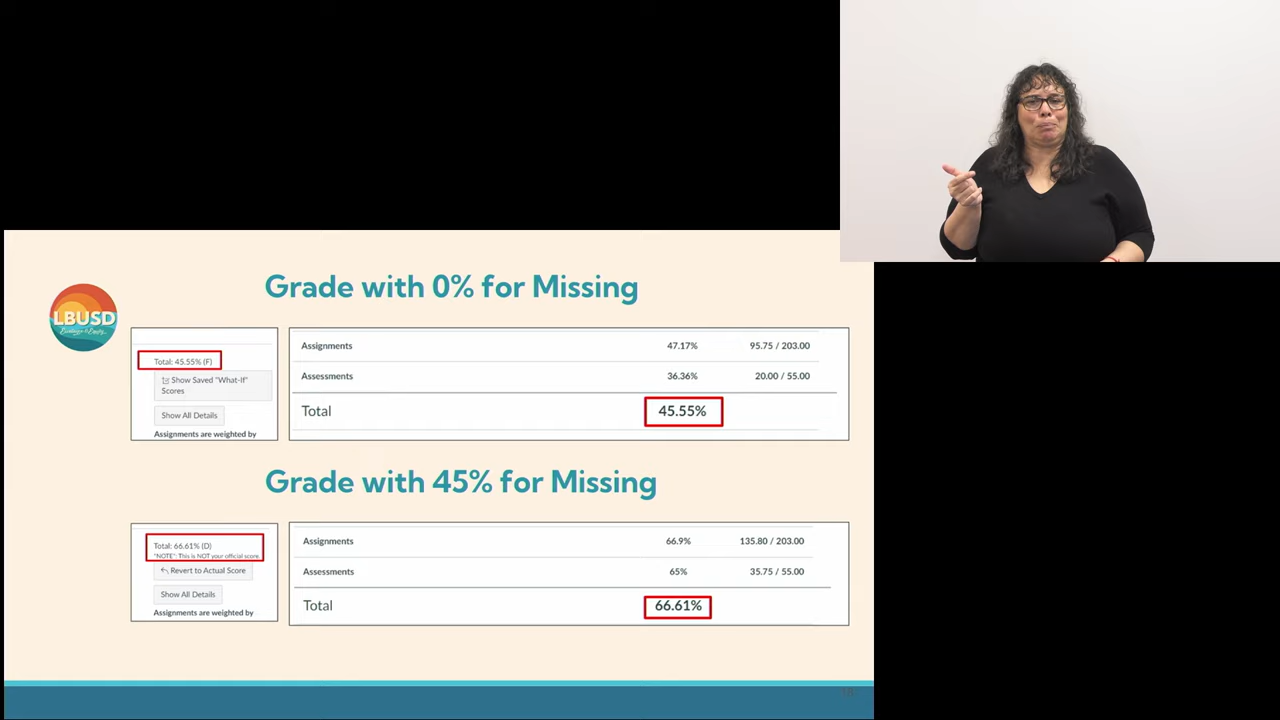 Grade with 0% for Missing
LBUSD
Total: 45.55% (F)
Show Saved "What-If"
Scores
Show All Details
Assignments are weighted by
Assignments 47.17% 95.75 / 203.00
Assessments 36.36% 20.00 / 55.00
Total 45.55%
Grade with 45% for Missing
Total: 66.61% (D)
"NOTE": This is NOT your official score.
Revert to Actual Score
Show All Details
Assignments are weighted by
Assignments 66.9% 135.80 / 203.00
Assessments 65% 35.75 / 55.00
Total 66.61%